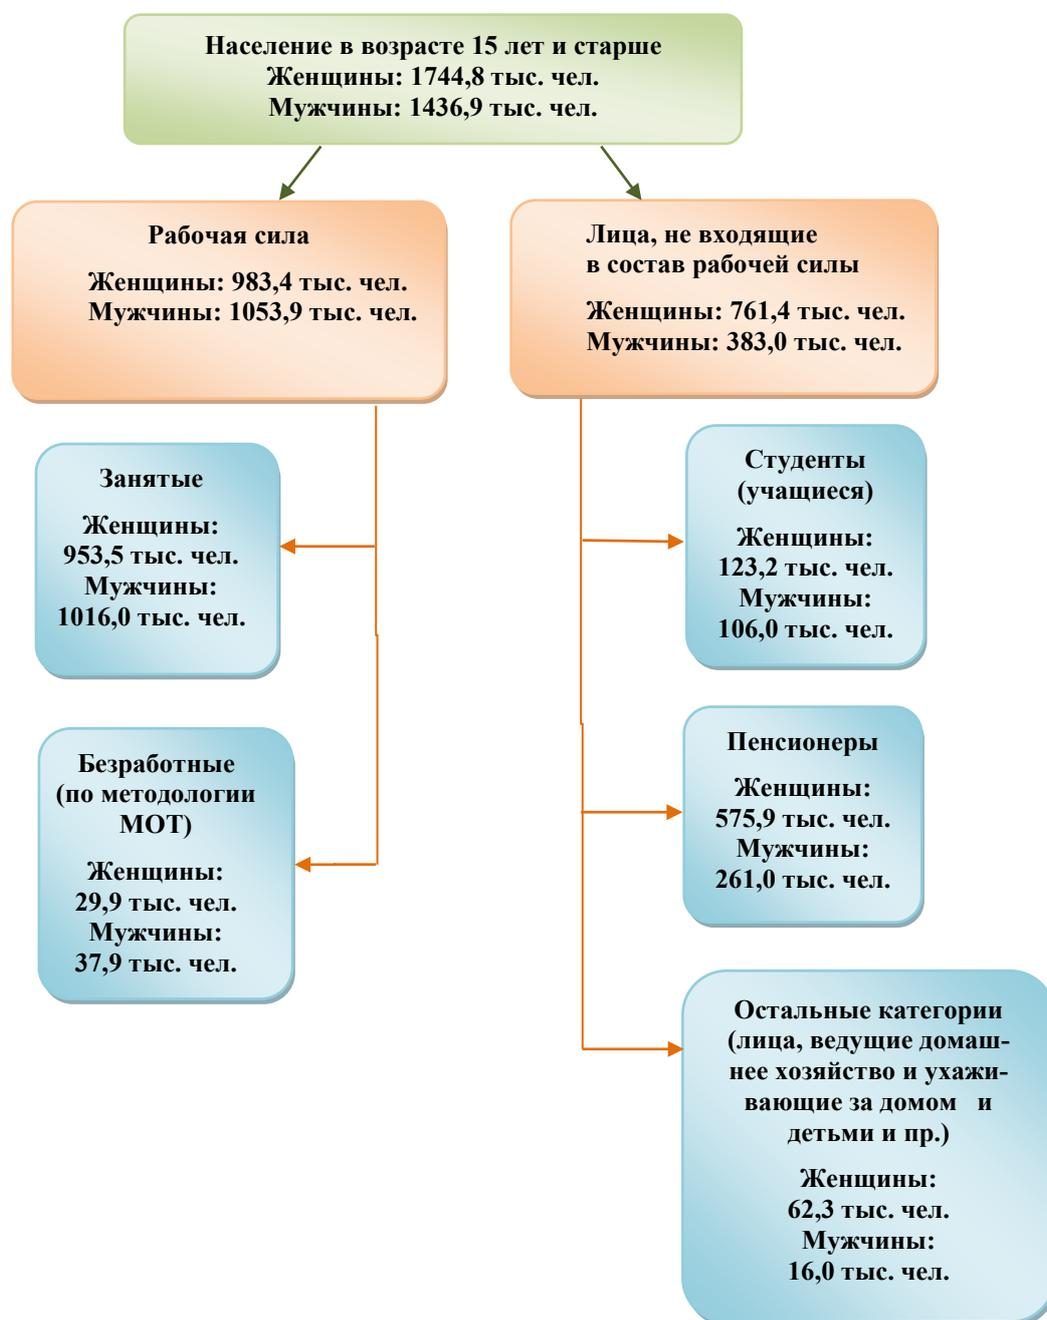 Население в возрасте 15 лет и старше
Женщины: 1744,8 тыс. чел.
Мужчины: 1436,9 тыс. чел.
Рабочая сила
Женщины: 983,4 тыс. чел.
Мужчины: 1053,9 тыс. чел.
Лица, не входящие
в состав рабочей силы
Женщины: 761,4 тыс. чел.
Мужчины: 383,0 тыс. чел.
Занятые
Женщины:
953,5 тыс. чел.
Мужчины:
1016,0 тыс. чел.
Безработные
(по методологии
МОТ)
Женщины:
29,9 тыс. чел.
Мужчины:
37,9 тыс. чел.
Студенты
(учащиеся)
Женщины:
123,2 тыс. чел.
Мужчины:
106,0 тыс. чел.
Пенсионеры
Женщины:
575,9 тыс. чел.
Мужчины:
261,0 тыс. чел.
Остальные категории
(лица, ведущие домаш-
нее хозяйство и ухажи-
вающие за домом   и
детьми и пр.)
Женщины:
62,3 тыс. чел.
Мужчины:
16,0 тыс. чел.